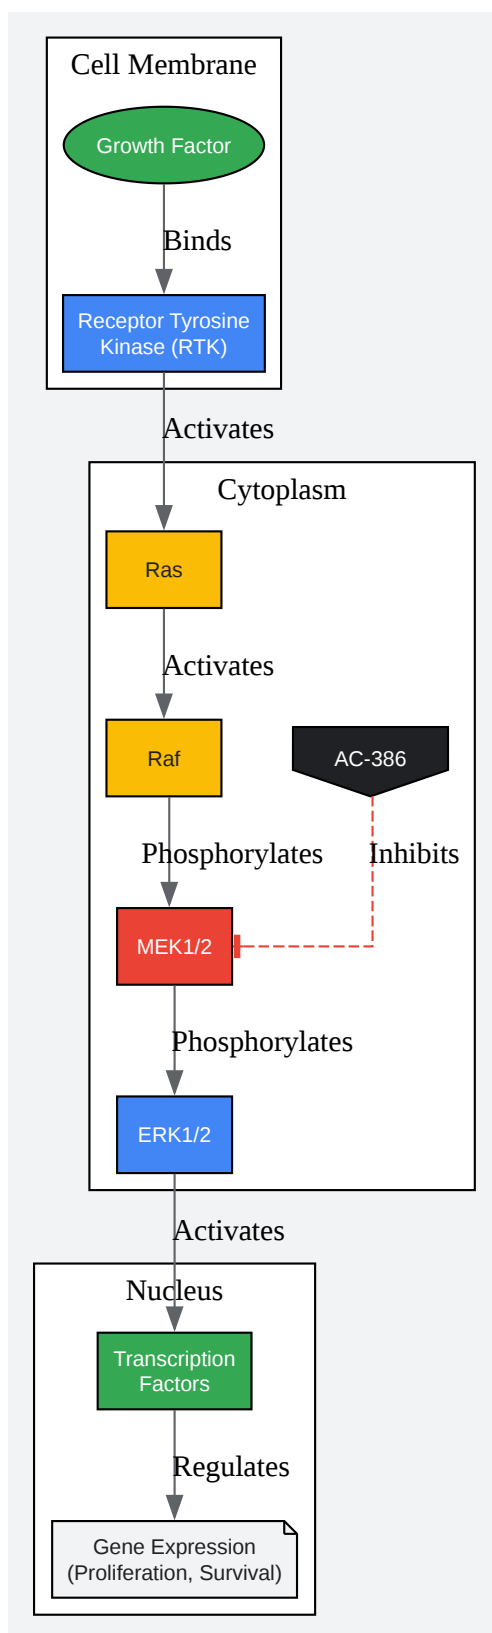 Cell Membrane
Growth Factor
Binds
Receptor Tyrosine
Kinase (RTK)
Activates
Cytoplasm
Ras
Activates
Raf
AC-386
Phosphorylates
Inhibits
MEK1/2
Phosphorylates
ERK1/2
Activates
Nucleus
Transcription
Factors
Regulates
Gene Expression
(Proliferation, Survival)